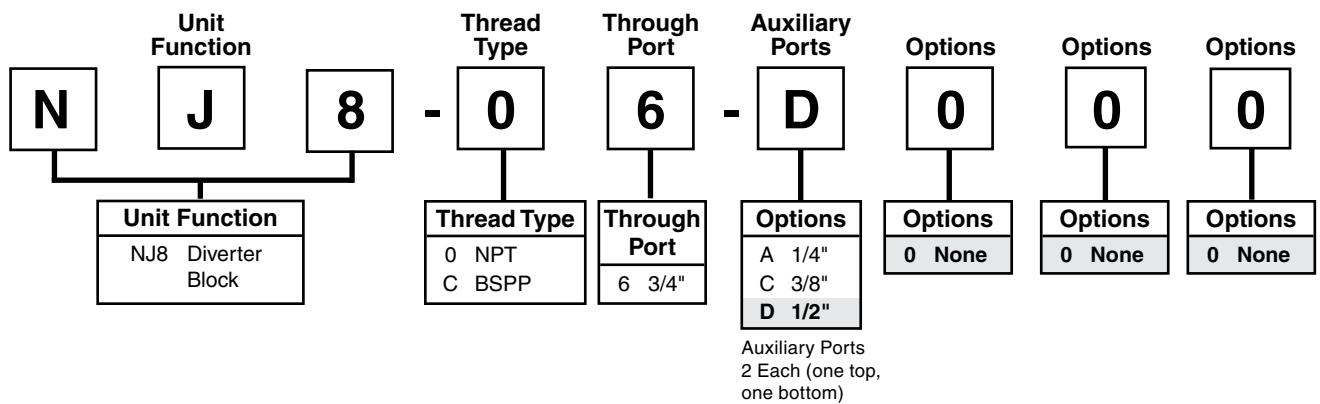 Unit
Function
Thread
Type
Through
Port
Auxiliary
Ports
Options
Options
Options
N J 8 - 0 6 - D 0 0 0
Unit Function
NJ8 Diverter
Block
Thread Type
0 NPT
C BSPP
Through
Port
6 3/4"
Options
A 1/4"
C 3/8"
D 1/2"
Auxiliary Ports
2 Each (one top,
one bottom)
Options
0 None
Options
0 None
Options
0 None